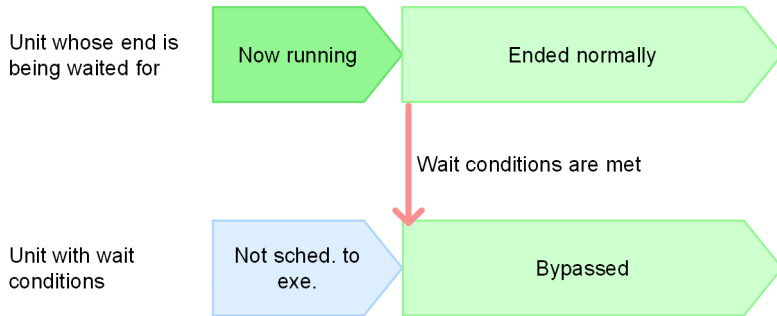 Unit whose end is
being waited for
Now running
Ended normally
Wait conditions are met
Unit with wait
conditions
Not sched. to
exe.
Bypassed